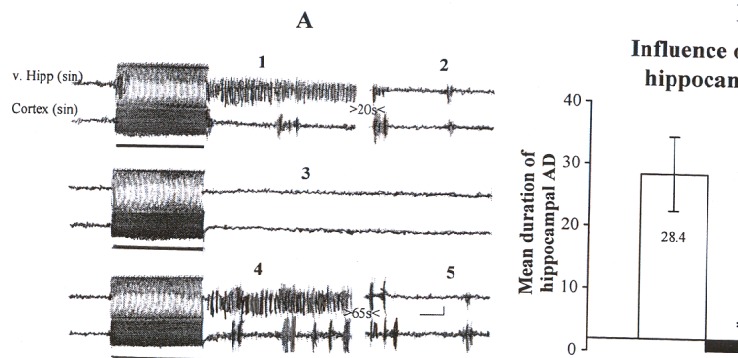 A
1
2
v. Hipp (sin)
>20s<
Cortex (sin)
3
4
5
>65s<
Influence o
hippocam
Mean duration of
hippocampal AD
40
30
20
10
0
28.4